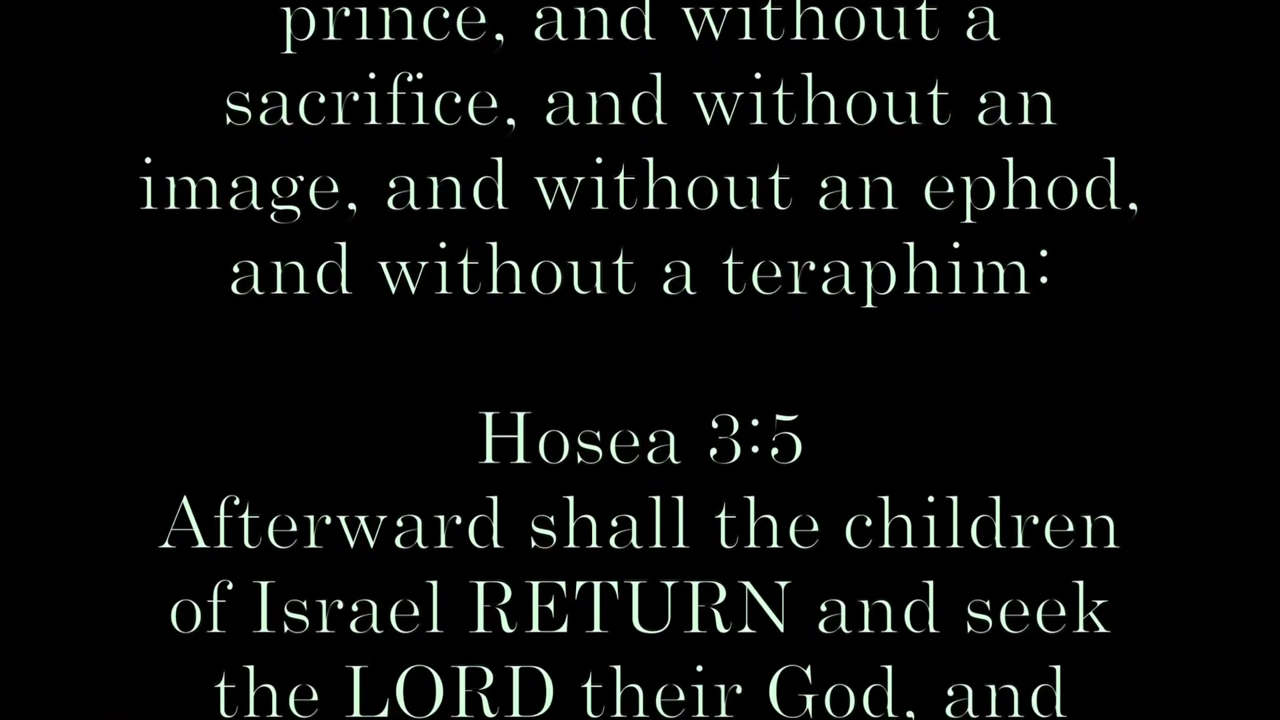 prince, and without a
sacrifice, and without an
image, and without an ephod,
and without a teraphim:
Hosea 3:5
Afterward shall the children
of Israel RETURN and seek
the LORD their God, and